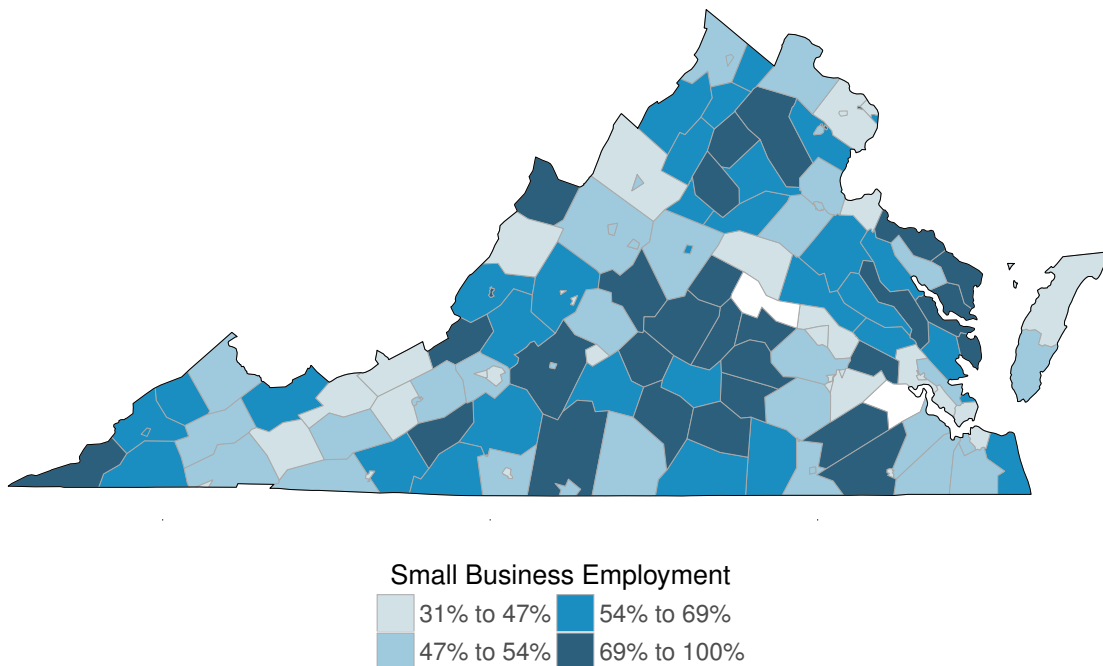 Small Business Employment
31% to 47% 54% to 69%
47% to 54% 69% to 100%